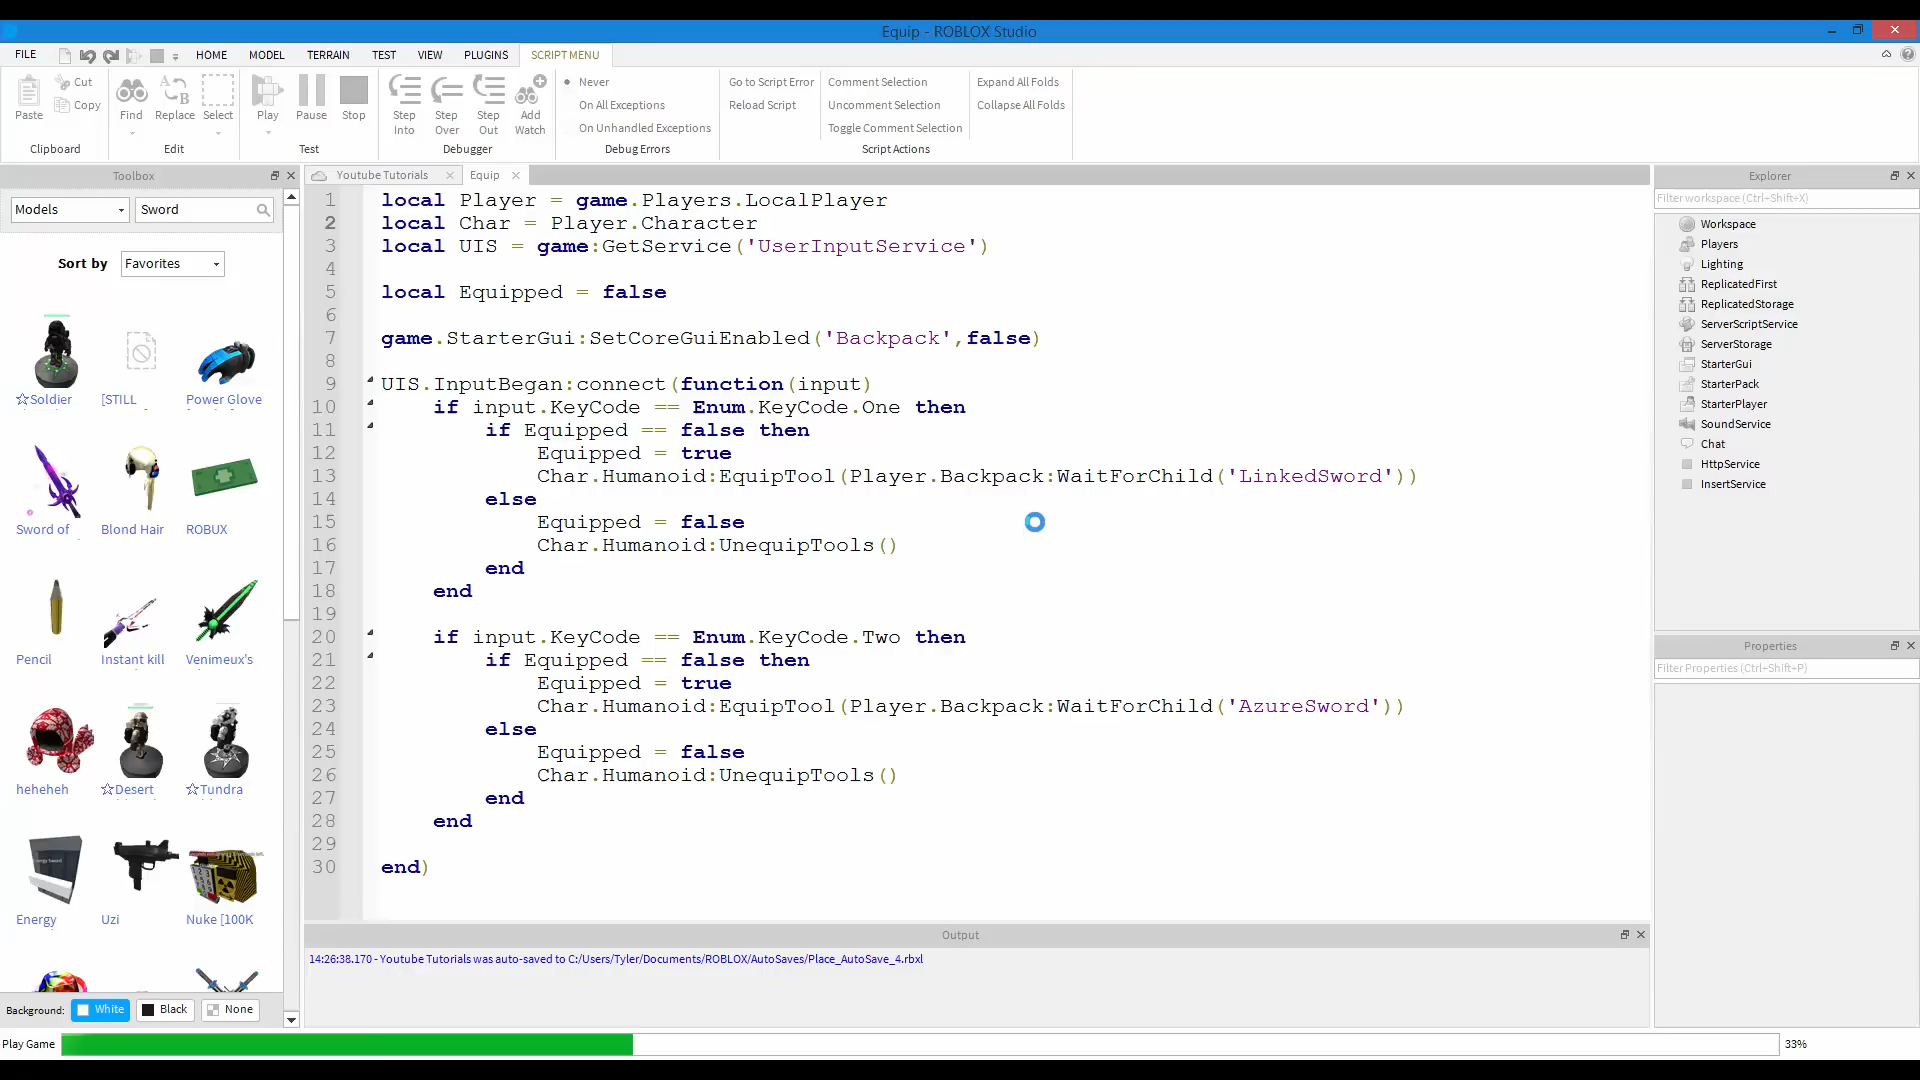 Equip - ROBLOX Studio
FILE
HOME
MODEL
TERRAIN
TEST
VIEW
PLUGINS
SCRIPT MENU
Paste
Cut
Copy
Clipboard
Find
Replace
Select
Edit
Play
Pause
Stop
Test
Step Into
Step Over
Step Out
Add Watch
Debugger
Never
On All Exceptions
On Unhandled Exceptions
Debug Errors
Go to Script Error
Reload Script
Comment Selection
Uncomment Selection
Toggle Comment Selection
Script Actions
Expand All Folds
Collapse All Folds
Toolbox
Models
Sword
Sort by
Favorites
☆Soldier
[STILL
Power Glove
Sword of
Blond Hair
ROBUX
Pencil
Instant kill
Venimeux's
heheheh
☆Desert
☆Tundra
Energy
Uzi
Nuke [100K
Background:
White
Black
None
Youtube Tutorials
Equip
1 local Player = game.Players.LocalPlayer
2 local Char = Player.Character
3 local UIS = game:GetService('UserInputService')
4
5 local Equipped = false
6
7 game.StarterGui:SetCoreGuiEnabled('Backpack',false)
8
9 UIS.InputBegan:connect(function(input)
10 if input.KeyCode == Enum.KeyCode.One then
11 if Equipped == false then
12 Equipped = true
13 Char.Humanoid:EquipTool(Player.Backpack:WaitForChild('LinkedSword'))
14 else
15 Equipped = false
16 Char.Humanoid:UnequipTools()
17 end
18 end
19
20 if input.KeyCode == Enum.KeyCode.Two then
21 if Equipped == false then
22 Equipped = true
23 Char.Humanoid:EquipTool(Player.Backpack:WaitForChild('AzureSword'))
24 else
25 Equipped = false
26 Char.Humanoid:UnequipTools()
27 end
28 end
29
30 end)
Output
14:26:38.170 - Youtube Tutorials was auto-saved to C:/Users/Tyler/Documents/ROBLOX/AutoSaves/Place_AutoSave_4.rbxl
Explorer
Filter workspace (Ctrl+Shift+X)
Workspace
Players
Lighting
ReplicatedFirst
ReplicatedStorage
ServerScriptService
ServerStorage
StarterGui
StarterPack
StarterPlayer
SoundService
Chat
HttpService
InsertService
Properties
Filter Properties (Ctrl+Shift+P)
Play Game
33%